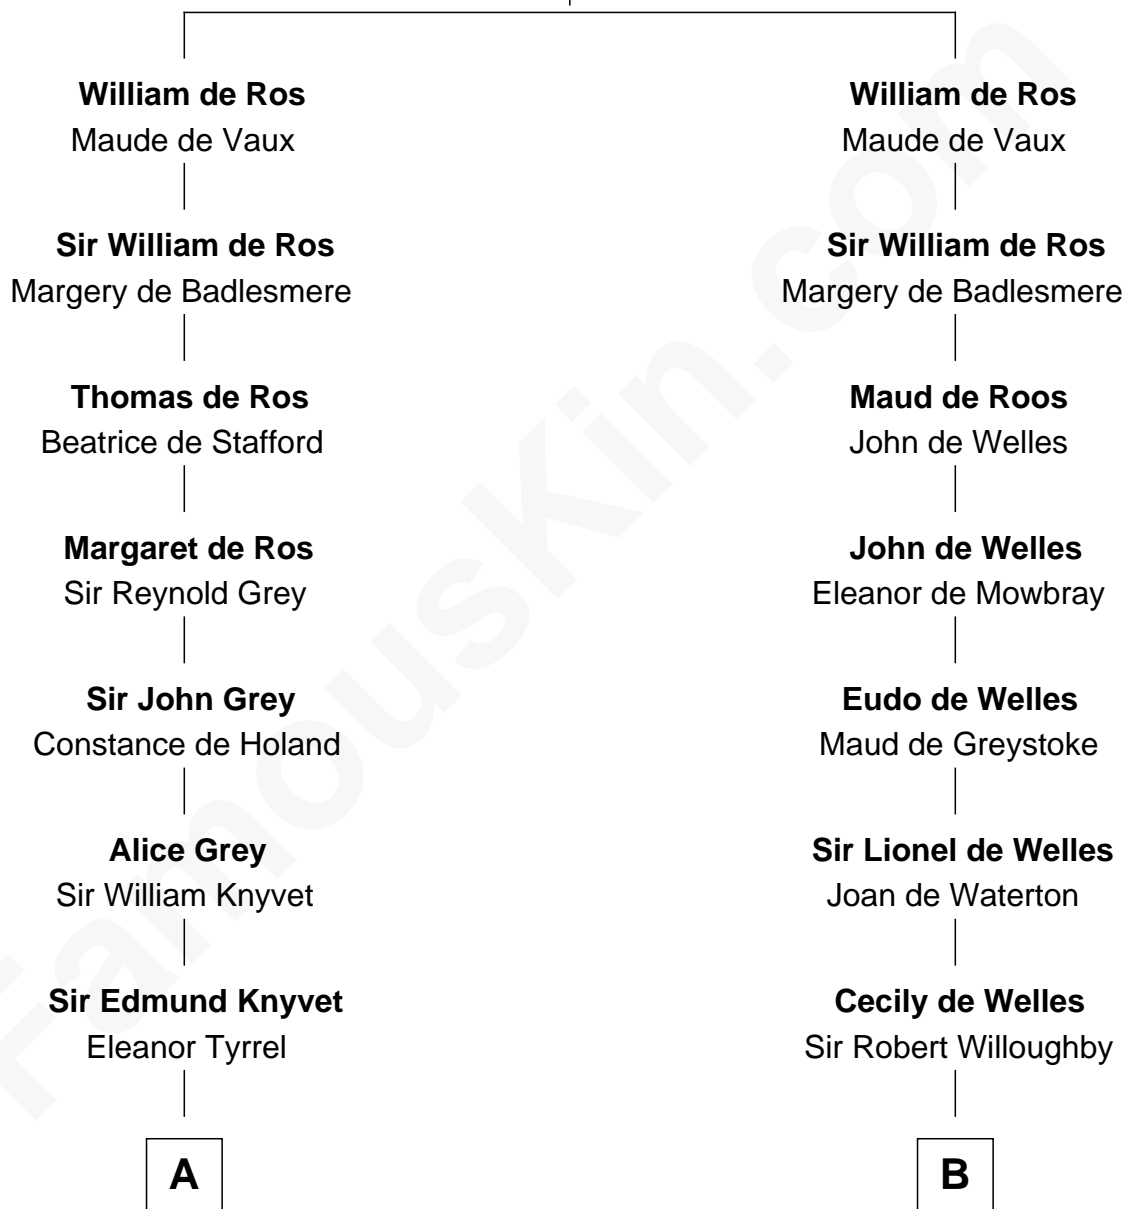 William de Ros
Maude de Vaux
Sir William de Ros
Margery de Badlesmere
Thomas de Ros
Beatrice de Stafford
Margaret de Ros
Sir Reynold Grey
Sir John Grey
Constance de Holand
Alice Grey
Sir William Knyvet
Sir Edmund Knyvet
Eleanor Tyrrel
A
William de Ros
Maude de Vaux
Sir William de Ros
Margery de Badlesmere
Maud de Roos
John de Welles
John de Welles
Eleanor de Mowbray
Eudo de Welles
Maud de Greystoke
Sir Lionel de Welles
Joan de Waterton
Cecily de Welles
Sir Robert Willoughby
B
FamousKin.com